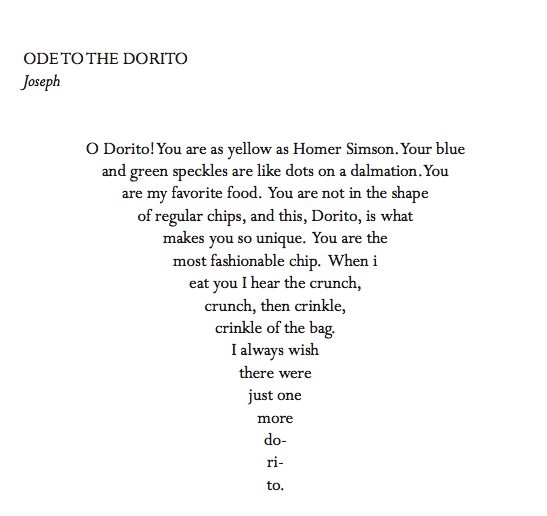 ODE TO THE DORITO
Joseph
O Dorito! You are as yellow as Homer Simson. Your blue
and green speckles are like dots on a dalmation. You
are my favorite food. You are not in the shape
of regular chips, and this, Dorito, is what
makes you so unique. You are the
most fashionable chip. When i
eat you I hear the crunch,
crunch, then crinkle,
crinkle of the bag.
I always wish
there were
just one
more
do-
ri-
to.